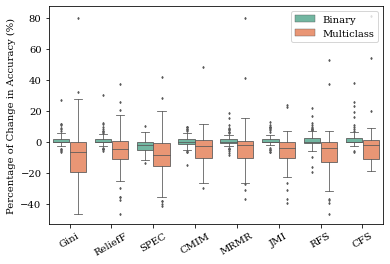 Percentage of Change in Accuracy (%)
80
60
40
20
0
−20
−40
Binary
Multiclass
Gini
ReliefF
SPEC
CMIM
MRMR
JMI
RFS
CFS